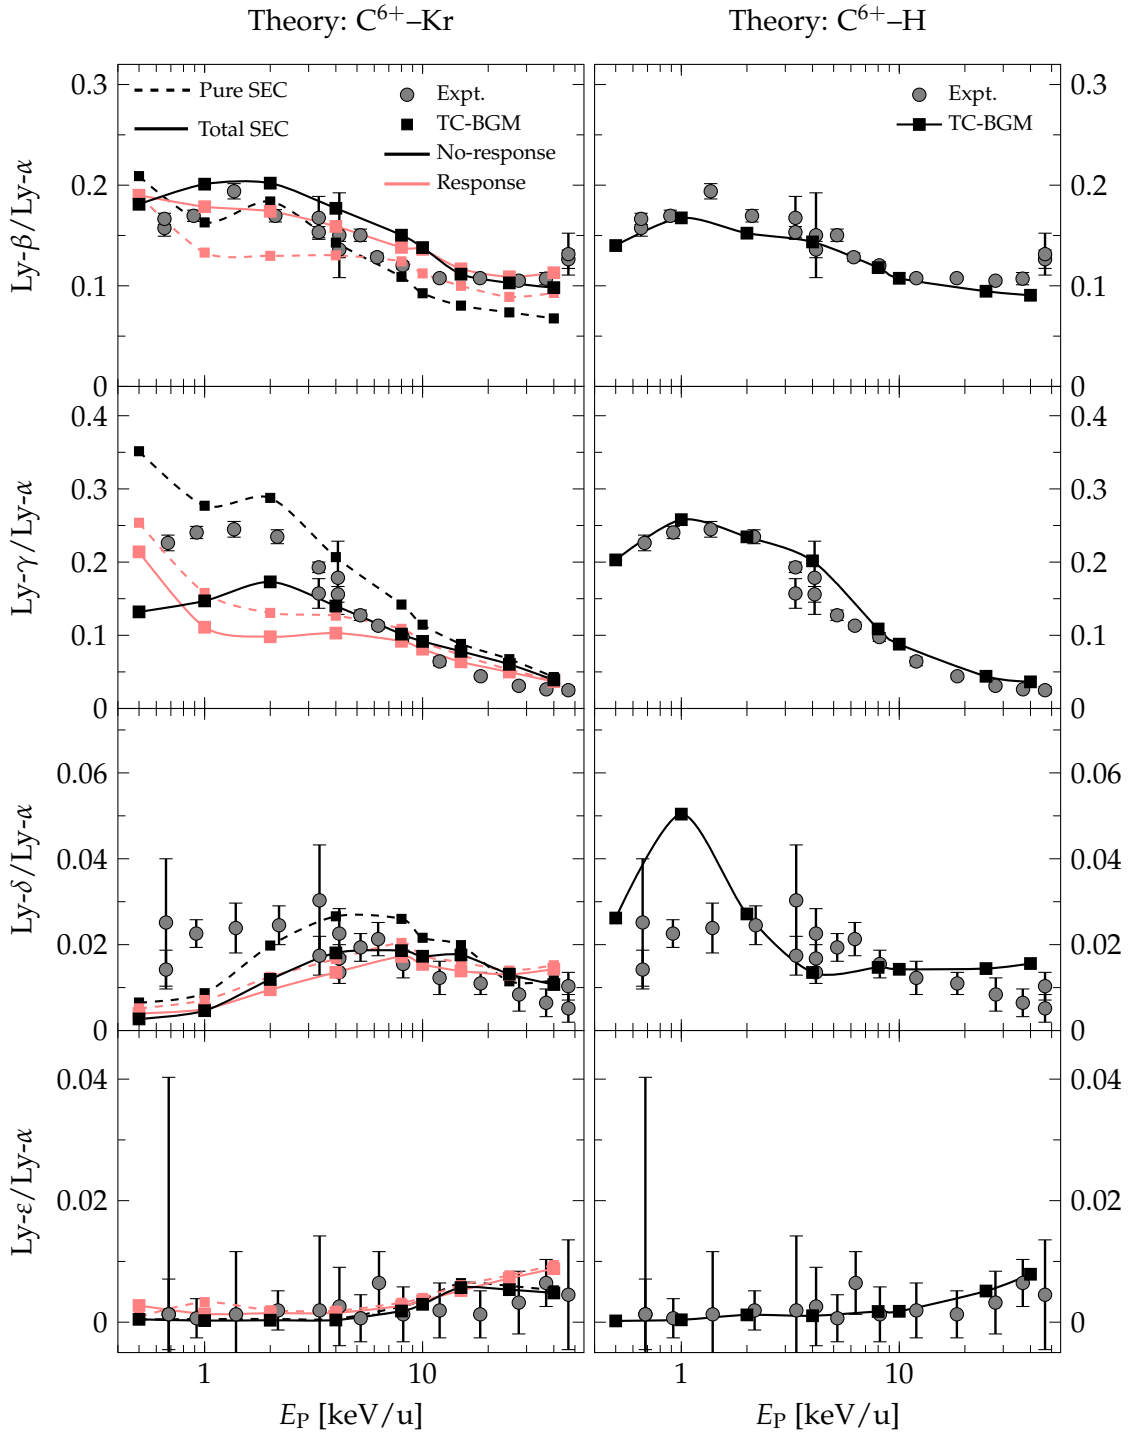 Theory: C⁶⁺–Kr
Theory: C⁶⁺–H
Pure SEC
Total SEC
Expt.
TC-BGM
No-response
Response
Expt.
TC-BGM
Ly-β/Ly-α
0.3
0.2
0.1
0
0.3
0.2
0.1
0
Ly-γ/Ly-α
0.4
0.3
0.2
0.1
0
0.4
0.3
0.2
0.1
0
Ly-δ/Ly-α
0.06
0.04
0.02
0
0.06
0.04
0.02
0
Ly-ε/Ly-α
0.04
0.02
0
0.04
0.02
0
1
10
1
10
E_P [keV/u]
E_P [keV/u]